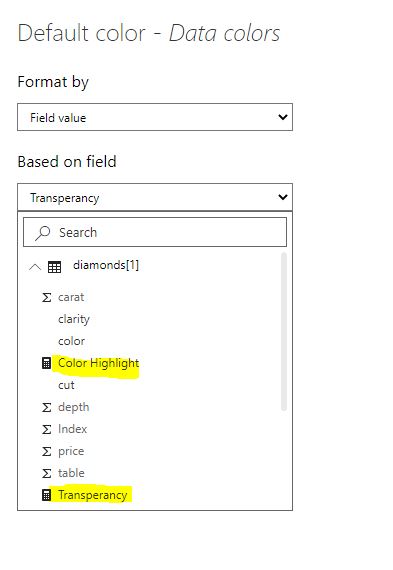 Default color - Data colors
Format by
Field value
Based on field
Transperancy
Search
diamonds[1]
Σ carat
clarity
color
Color Highlight
cut
Σ depth
Σ Index
Σ price
Σ table
Transperancy